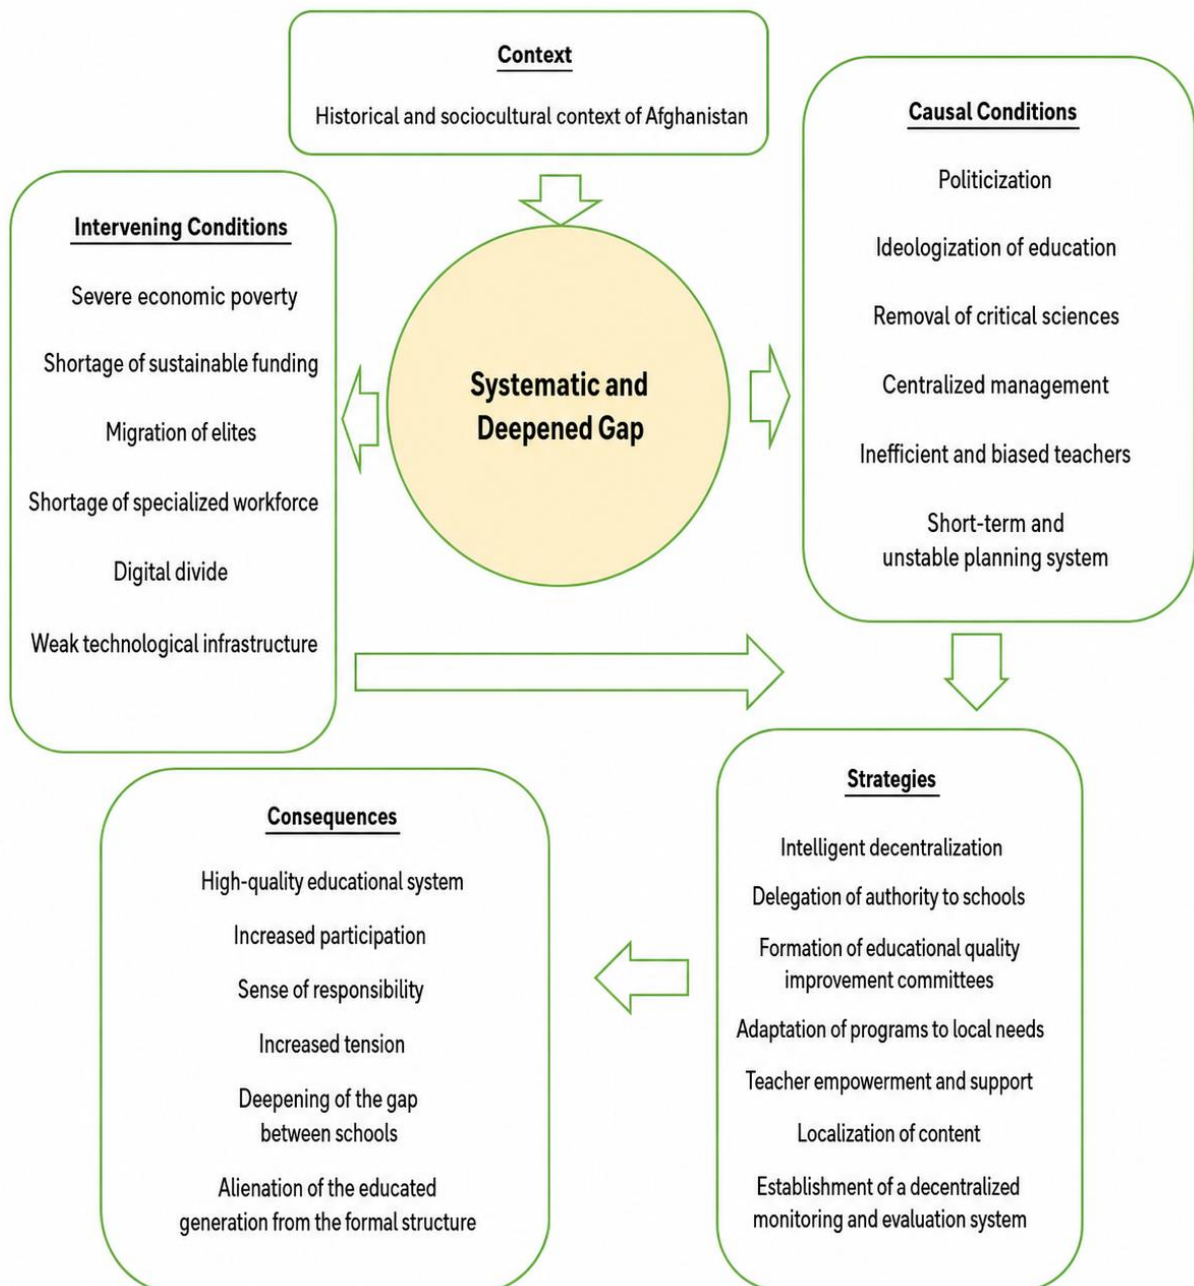 Context
Historical and sociocultural context of Afghanistan
Causal Conditions
Politicization
Ideologization of education
Removal of critical sciences
Centralized management
Inefficient and biased teachers
Short-term and
unstable planning system
Intervening Conditions
Severe economic poverty
Shortage of sustainable funding
Migration of elites
Shortage of specialized workforce
Digital divide
Weak technological infrastructure
Systematic and
Deepened Gap
Strategies
Intelligent decentralization
Delegation of authority to schools
Formation of educational quality
improvement committees
Adaptation of programs to local needs
Teacher empowerment and support
Localization of content
Establishment of a decentralized
monitoring and evaluation system
Consequences
High-quality educational system
Increased participation
Sense of responsibility
Increased tension
Deepening of the gap
between schools
Alienation of the educated
generation from the formal structure